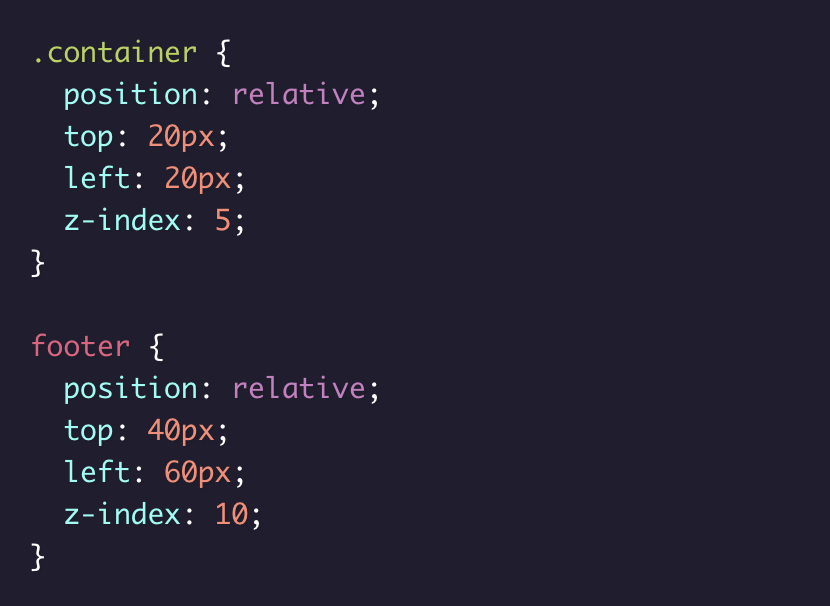 .container {
  position: relative;
  top: 20px;
  left: 20px;
  z-index: 5;
}

footer {
  position: relative;
  top: 40px;
  left: 60px;
  z-index: 10;
}